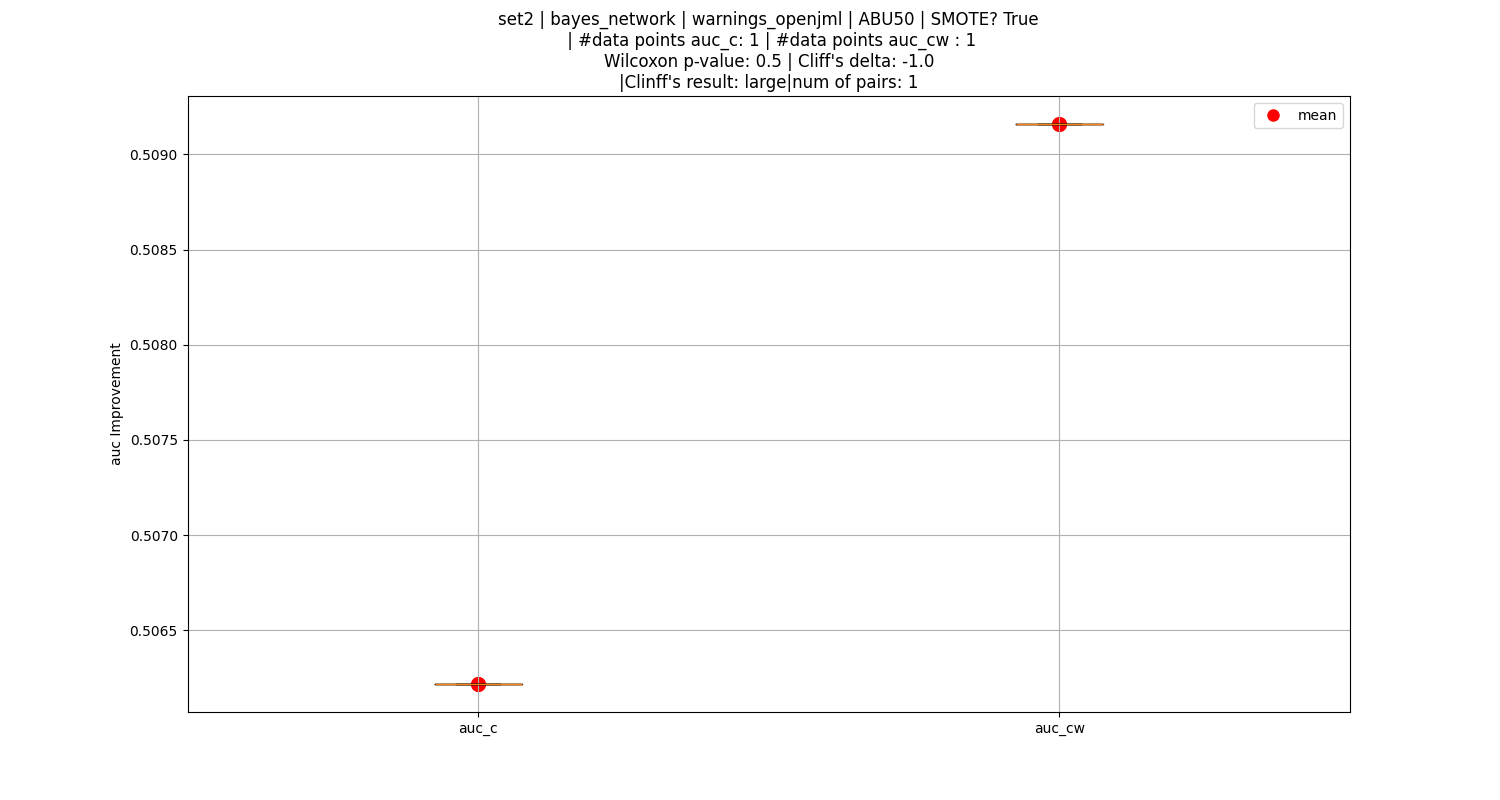 set2 | bayes_network | warnings_openjml | ABU50 | SMOTE? True
| #data points auc_c: 1 | #data points auc_cw : 1
Wilcoxon p-value: 0.5 | Cliff's delta: -1.0
|Clinff's result: large|num of pairs: 1
mean
0.5090
0.5085
0.5080
0.5075
0.5070
0.5065
auc Improvement
auc_c
auc_cw